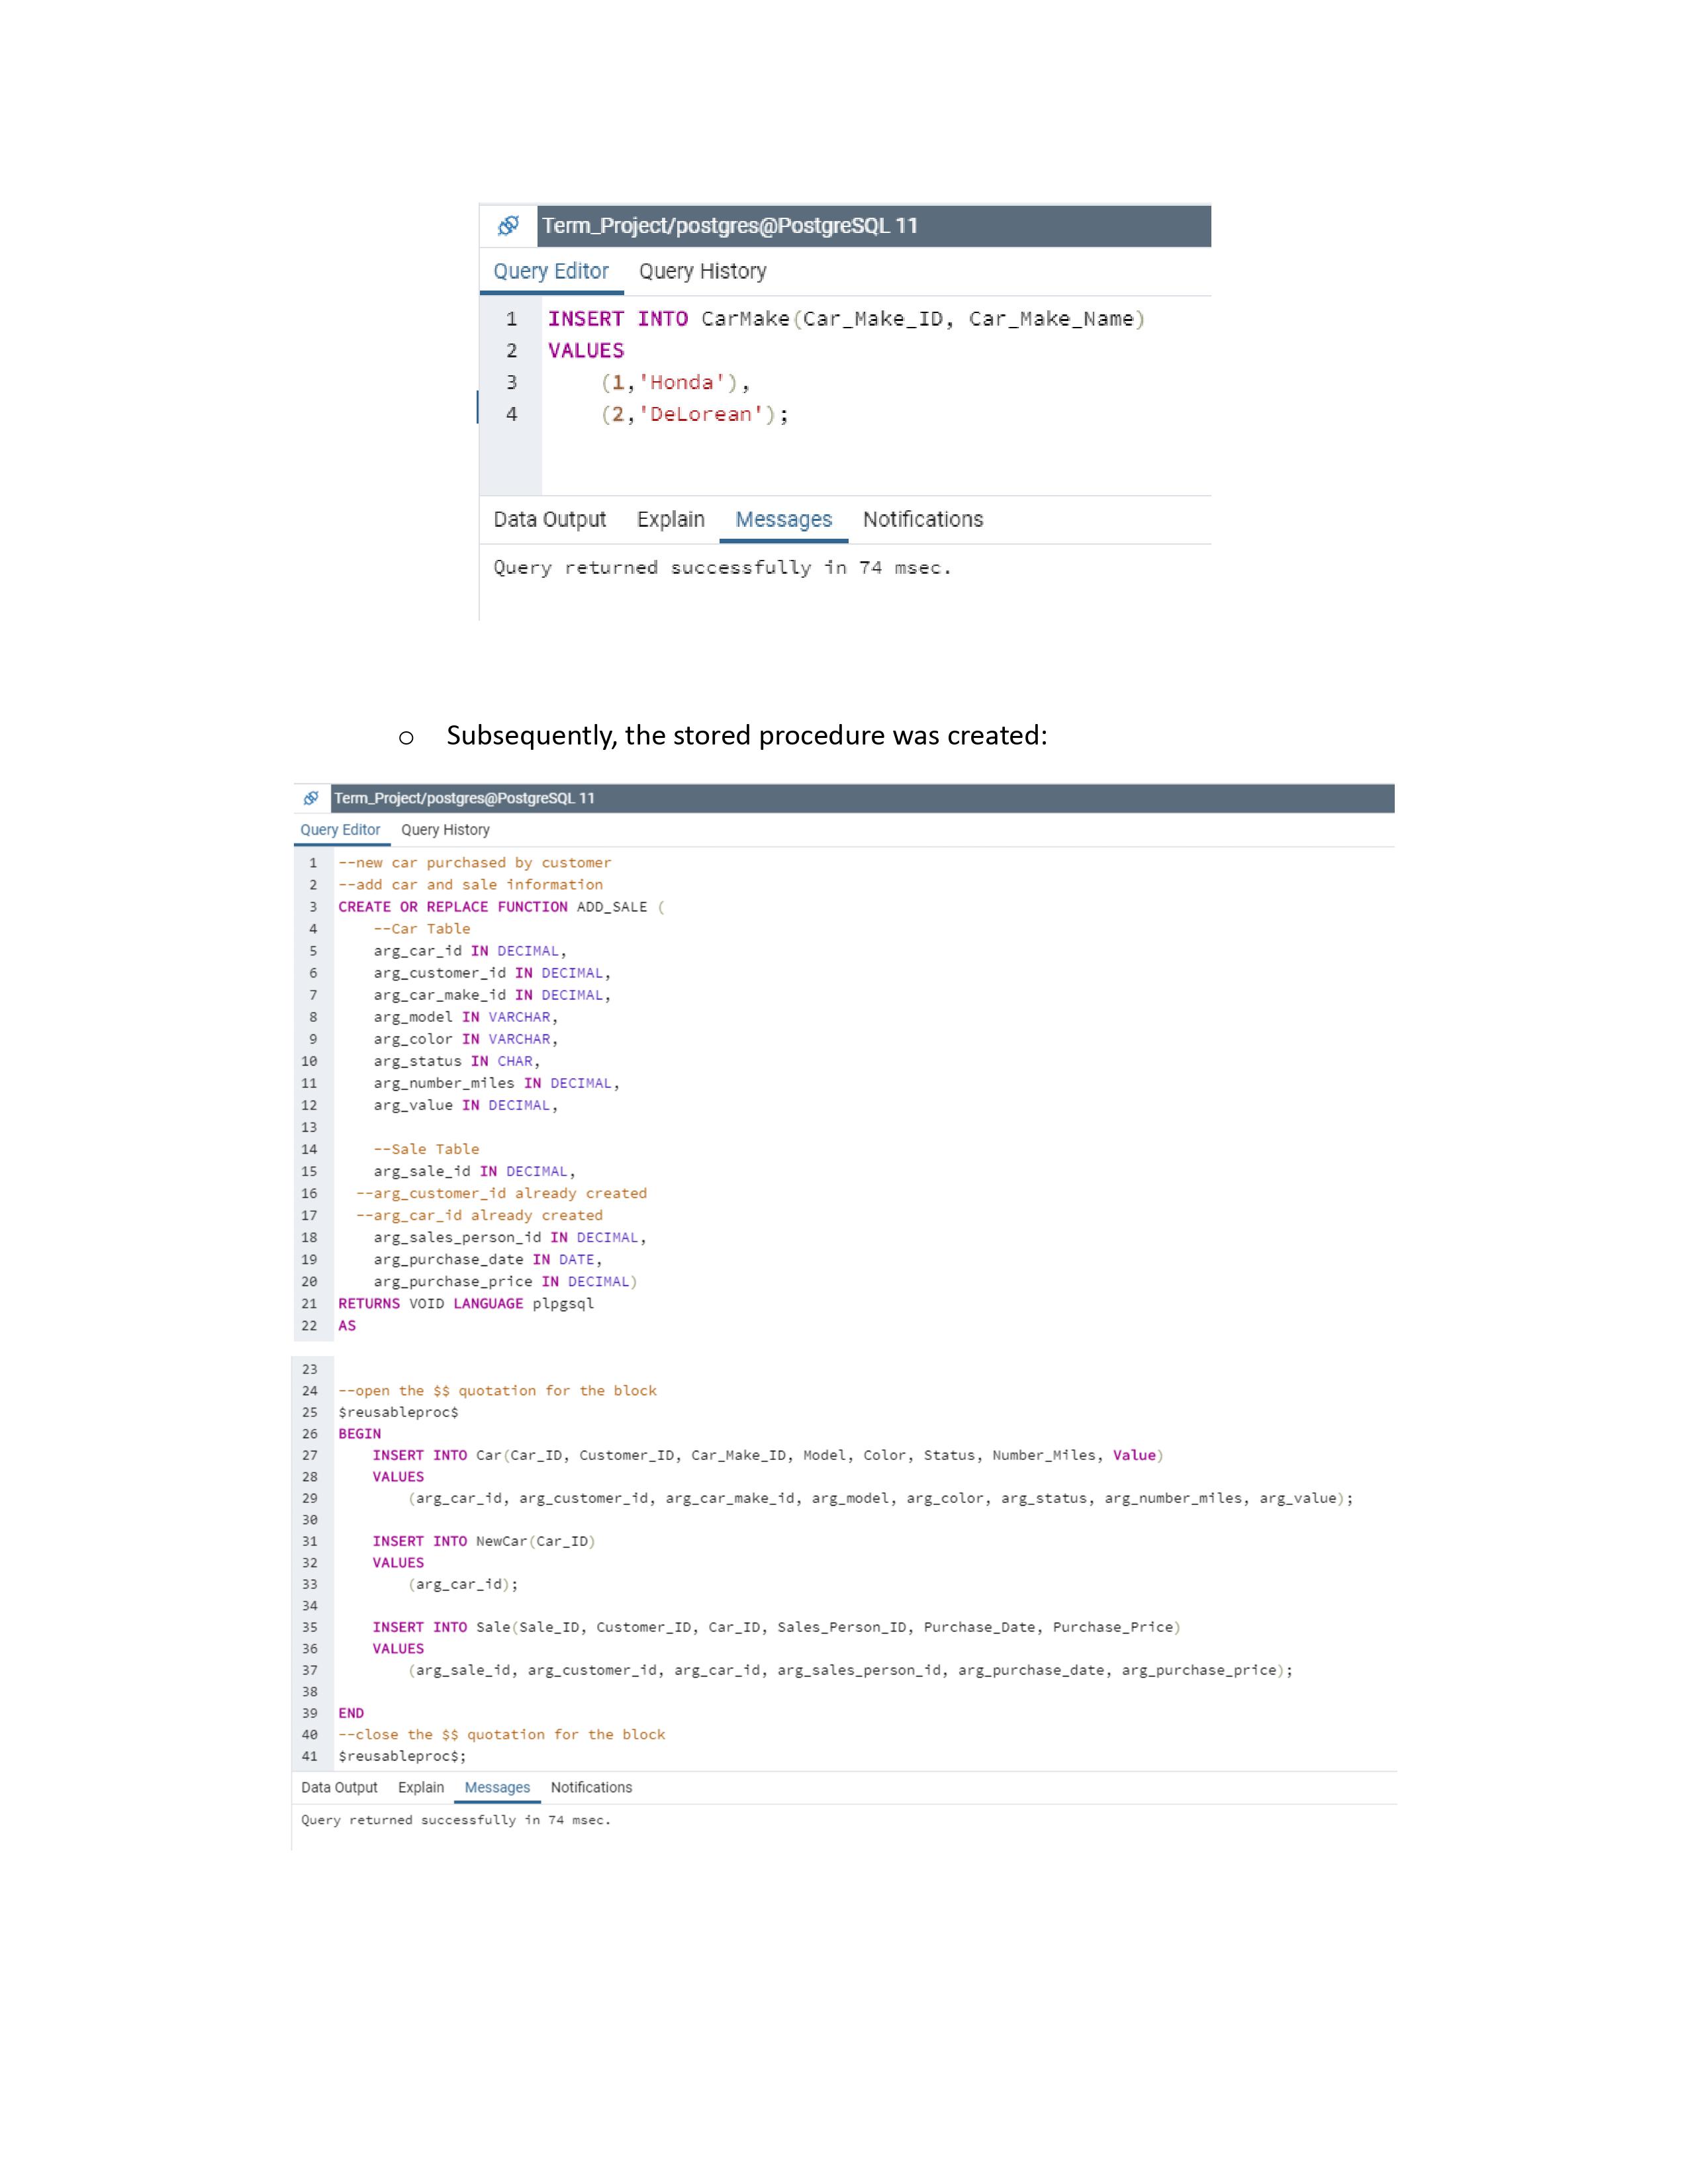 Term_Project/postgres@PostgreSQL 11
Query Editor Query History
1 INSERT INTO CarMake(Car_Make_ID, Car_Make_Name)
2 VALUES
3 (1,'Honda'),
4 (2,'DeLorean');
Data Output Explain Messages Notifications
Query returned successfully in 74 msec.
o Subsequently, the stored procedure was created:
Term_Project/postgres@PostgreSQL 11
Query Editor Query History
1 --new car purchased by customer
2 --add car and sale information
3 CREATE OR REPLACE FUNCTION ADD_SALE (
4 --Car Table
5 arg_car_id IN DECIMAL,
6 arg_customer_id IN DECIMAL,
7 arg_car_make_id IN DECIMAL,
8 arg_model IN VARCHAR,
9 arg_color IN VARCHAR,
10 arg_status IN CHAR,
11 arg_number_miles IN DECIMAL,
12 arg_value IN DECIMAL,
13
14 --Sale Table
15 arg_sale_id IN DECIMAL,
16 --arg_customer_id already created
17 --arg_car_id already created
18 arg_sales_person_id IN DECIMAL,
19 arg_purchase_date IN DATE,
20 arg_purchase_price IN DECIMAL)
21 RETURNS VOID LANGUAGE plpgsql
22 AS
23
24 --open the $$ quotation for the block
25 $reusableproc$
26 BEGIN
27 INSERT INTO Car(Car_ID, Customer_ID, Car_Make_ID, Model, Color, Status, Number_Miles, Value)
28 VALUES
29 (arg_car_id, arg_customer_id, arg_car_make_id, arg_model, arg_color, arg_status, arg_number_miles, arg_value);
30
31 INSERT INTO NewCar(Car_ID)
32 VALUES
33 (arg_car_id);
34
35 INSERT INTO Sale(Sale_ID, Customer_ID, Car_ID, Sales_Person_ID, Purchase_Date, Purchase_Price)
36 VALUES
37 (arg_sale_id, arg_customer_id, arg_car_id, arg_sales_person_id, arg_purchase_date, arg_purchase_price);
38
39 END
40 --close the $$ quotation for the block
41 $reusableproc$;
Data Output Explain Messages Notifications
Query returned successfully in 74 msec.